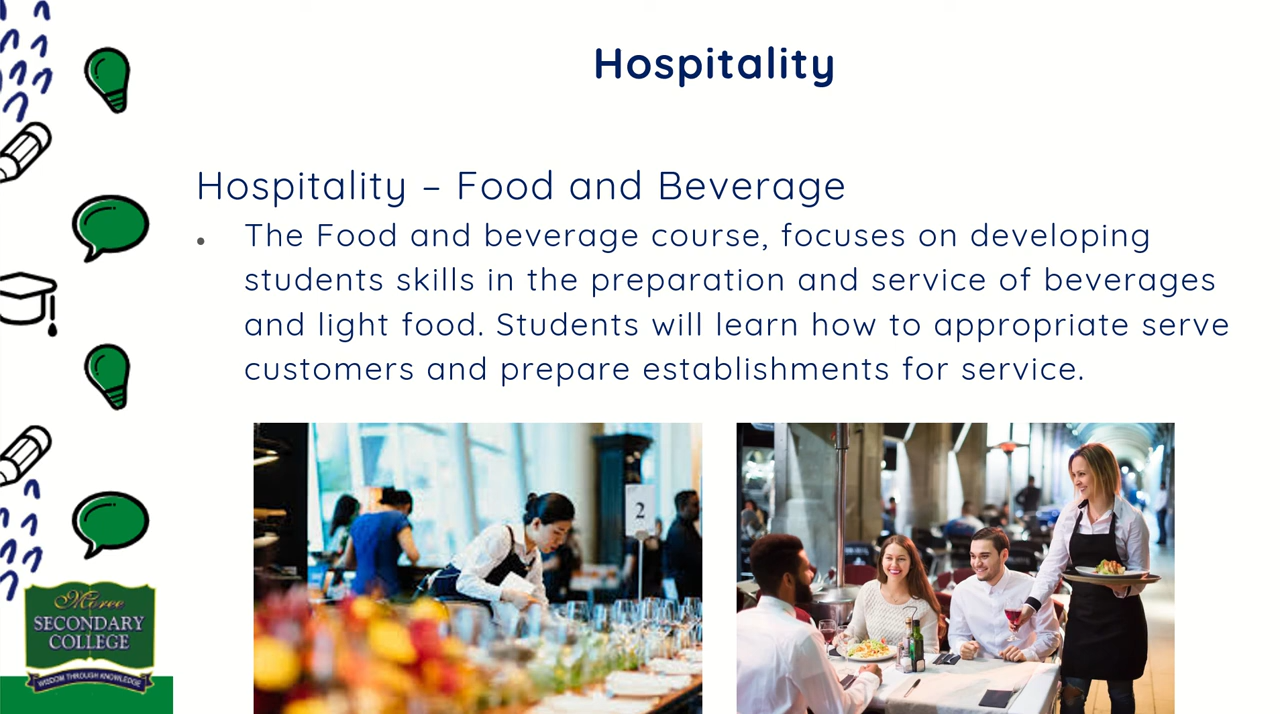 Hospitality
Hospitality – Food and Beverage
• The Food and beverage course, focuses on developing
students skills in the preparation and service of beverages
and light food. Students will learn how to appropriate serve
customers and prepare establishments for service.
2
Moree
SECONDARY
COLLEGE
WISDOM THROUGH KNOWLEDGE